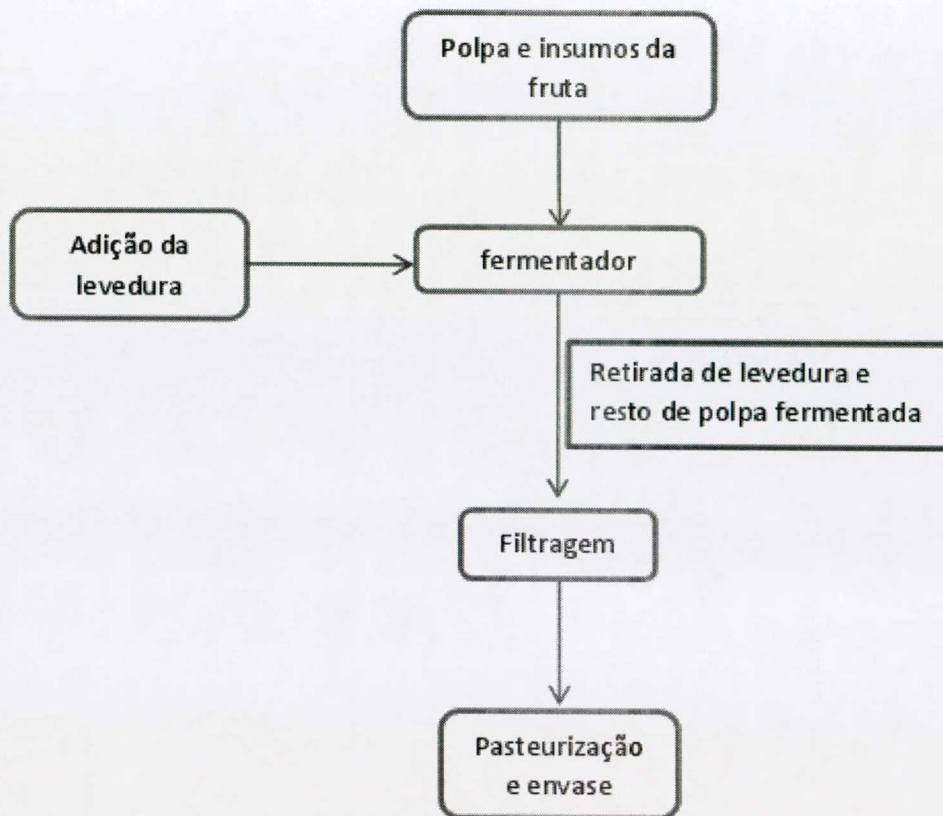 Polpa e insumos da
fruta
Adição da
levedura
fermentador
Retirada de levedura e
resto de polpa fermentada
Filtragem
Pasteurização
e envase